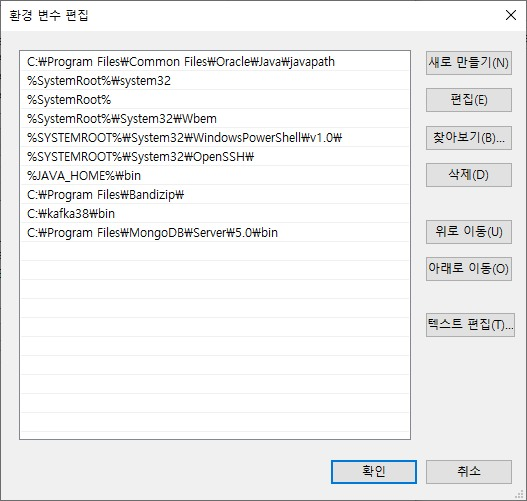 환경 변수 편집
C:₩Program Files₩Common Files₩Oracle₩Java₩javapath
%SystemRoot%₩system32
%SystemRoot%
%SystemRoot%₩System32₩Wbem
%SYSTEMROOT%₩System32₩WindowsPowerShell₩v1.0₩
%SYSTEMROOT%₩System32₩OpenSSH₩
%JAVA_HOME%₩bin
C:₩Program Files₩Bandizip₩
C:₩kafka38₩bin
C:₩Program Files₩MongoDB₩Server₩5.0₩bin
새로 만들기(N)
편집(E)
찾아보기(B)...
삭제(D)
위로 이동(U)
아래로 이동(O)
텍스트 편집(T)...
확인
취소